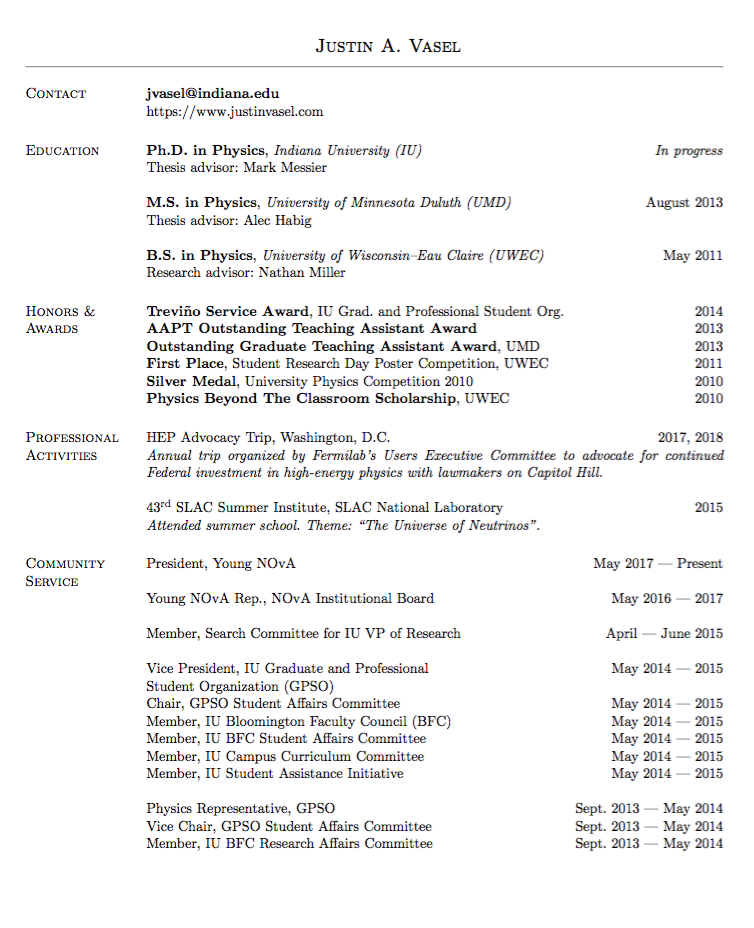 Justin A. Vasel
Contact jvasel@indiana.edu
https://www.justinvasel.com
Education Ph.D. in Physics, Indiana University (IU) In progress
Thesis advisor: Mark Messier
M.S. in Physics, University of Minnesota Duluth (UMD) August 2013
Thesis advisor: Alec Habig
B.S. in Physics, University of Wisconsin–Eau Claire (UWEC) May 2011
Research advisor: Nathan Miller
Honors & Treviño Service Award, IU Grad. and Professional Student Org. 2014
Awards AAPT Outstanding Teaching Assistant Award 2013
Outstanding Graduate Teaching Assistant Award, UMD 2013
First Place, Student Research Day Poster Competition, UWEC 2011
Silver Medal, University Physics Competition 2010 2010
Physics Beyond The Classroom Scholarship, UWEC 2010
Professional HEP Advocacy Trip, Washington, D.C. 2017, 2018
Activities Annual trip organized by Fermilab's Users Executive Committee to advocate for continued
Federal investment in high-energy physics with lawmakers on Capitol Hill.
43rd SLAC Summer Institute, SLAC National Laboratory 2015
Attended summer school. Theme: “The Universe of Neutrinos”.
Community President, Young NOvA May 2017 — Present
Service
Young NOvA Rep., NOvA Institutional Board May 2016 — 2017
Member, Search Committee for IU VP of Research April — June 2015
Vice President, IU Graduate and Professional May 2014 — 2015
Student Organization (GPSO)
Chair, GPSO Student Affairs Committee May 2014 — 2015
Member, IU Bloomington Faculty Council (BFC) May 2014 — 2015
Member, IU BFC Student Affairs Committee May 2014 — 2015
Member, IU Campus Curriculum Committee May 2014 — 2015
Member, IU Student Assistance Initiative May 2014 — 2015
Physics Representative, GPSO Sept. 2013 — May 2014
Vice Chair, GPSO Student Affairs Committee Sept. 2013 — May 2014
Member, IU BFC Research Affairs Committee Sept. 2013 — May 2014